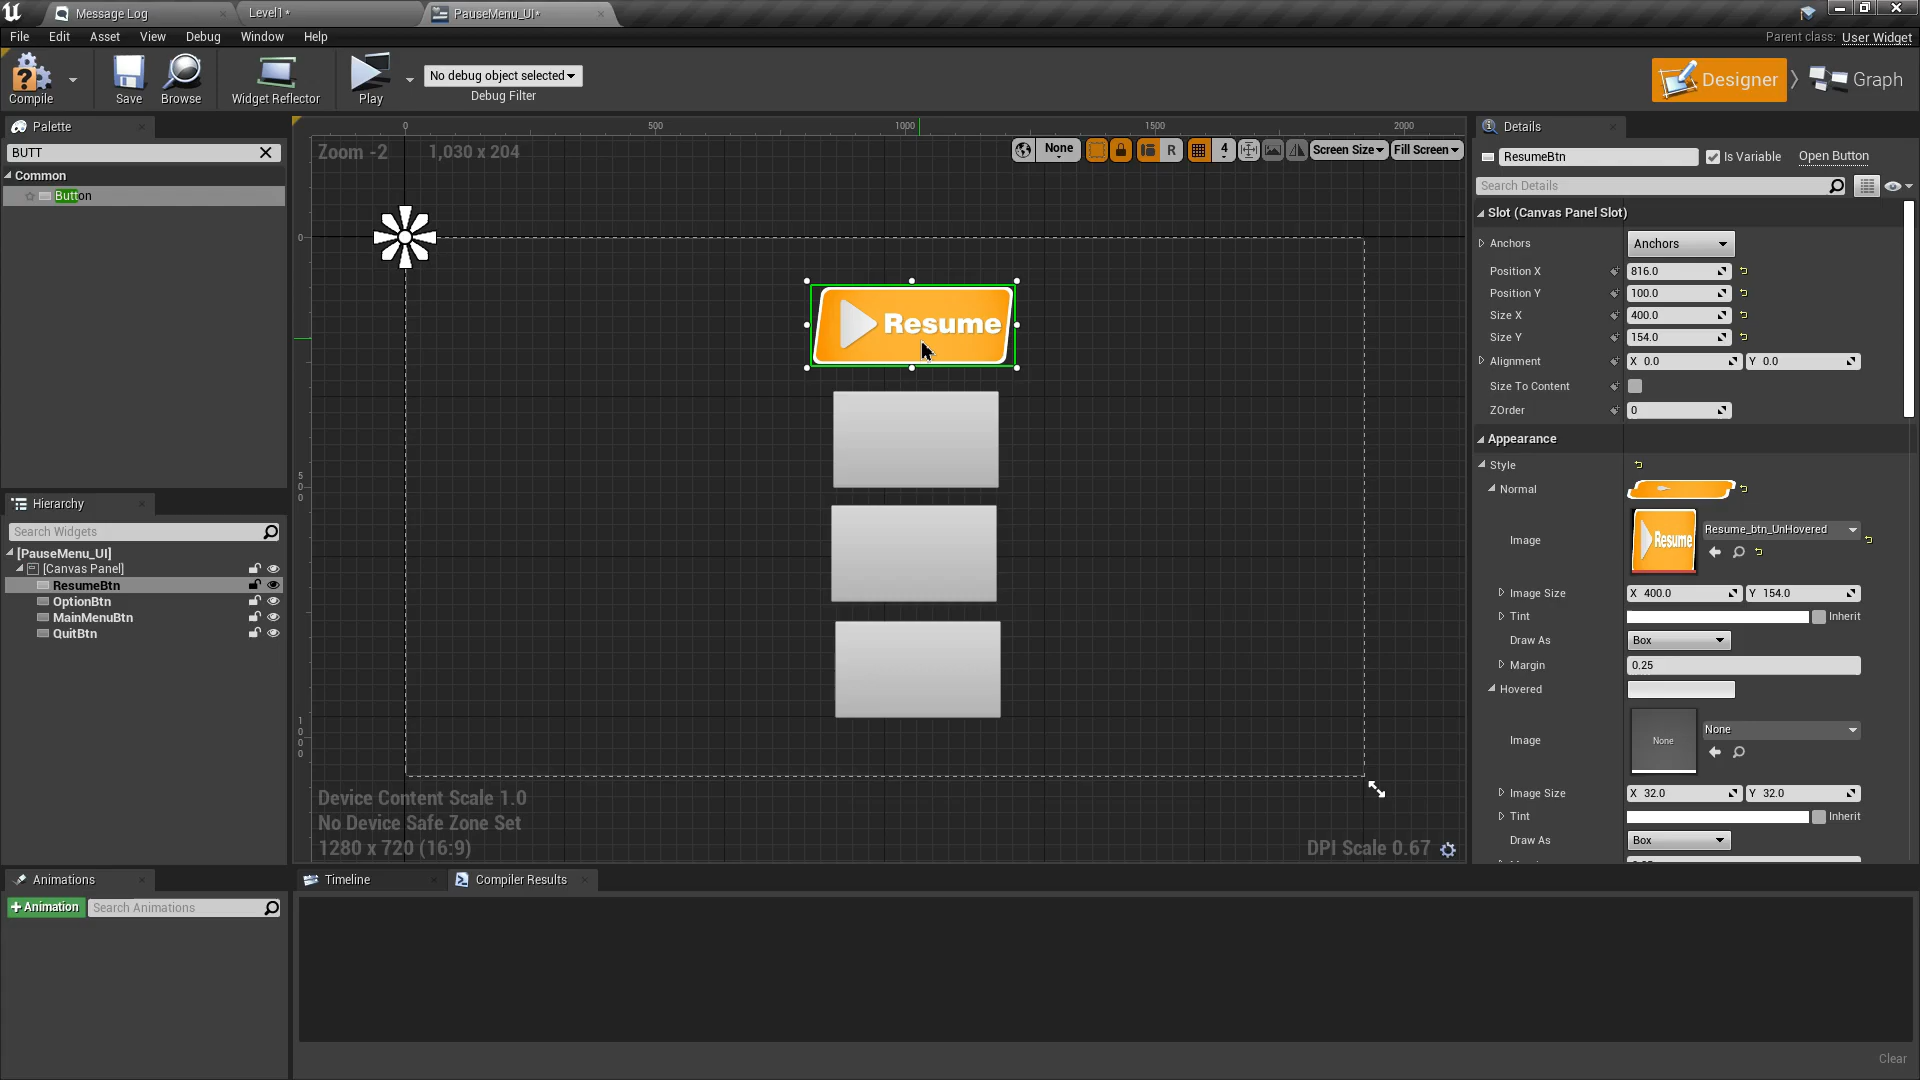 Message Log
Level1*
PauseMenu_UI*
File Edit Asset View Debug Window Help
Parent class: User Widget
Compile
Save
Browse
Widget Reflector
Play
No debug object selected
Debug Filter
Designer
Graph
Palette
BUTT
Common
Button
Hierarchy
Search Widgets
[PauseMenu_UI]
[Canvas Panel]
ResumeBtn
OptionBtn
MainMenuBtn
QuitBtn
Animations
+Animation
Search Animations
0 500 1000 1500 2000
Zoom -2
1,030 x 204
None
R
4
Screen Size
Fill Screen
0
500
1000
Resume
Device Content Scale 1.0
No Device Safe Zone Set
1280 x 720 (16:9)
DPI Scale 0.67
Timeline
Compiler Results
Clear
Details
ResumeBtn
Is Variable
Open Button
Search Details
Slot (Canvas Panel Slot)
Anchors Anchors
Position X 816.0
Position Y 100.0
Size X 400.0
Size Y 154.0
Alignment X 0.0 Y 0.0
Size To Content
ZOrder 0
Appearance
Style
Normal
Image Resume Resume_btn_UnHovered
Image Size X 400.0 Y 154.0
Tint Inherit
Draw As Box
Margin 0.25
Hovered
Image None None
Image Size X 32.0 Y 32.0
Tint Inherit
Draw As Box